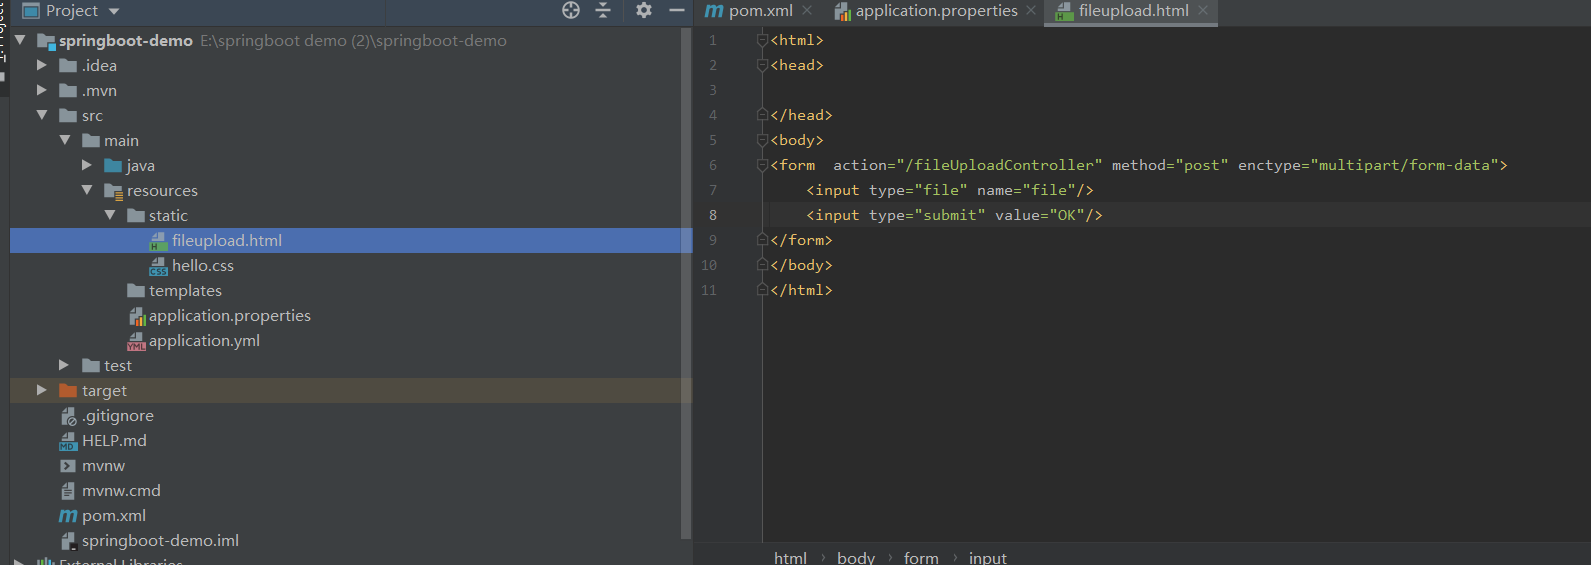 Project
springboot-demo E:\springboot demo (2)\springboot-demo
.idea
.mvn
src
main
java
resources
static
fileupload.html
hello.css
templates
application.properties
application.yml
test
target
.gitignore
HELP.md
mvnw
mvnw.cmd
pom.xml
springboot-demo.iml
External Libraries
pom.xml application.properties fileupload.html
1 <html>
2 <head>
3
4 </head>
5 <body>
6 <form  action="/fileUploadController" method="post" enctype="multipart/form-data">
7     <input type="file" name="file"/>
8     <input type="submit" value="OK"/>
9 </form>
10 </body>
11 </html>
html › body › form › input